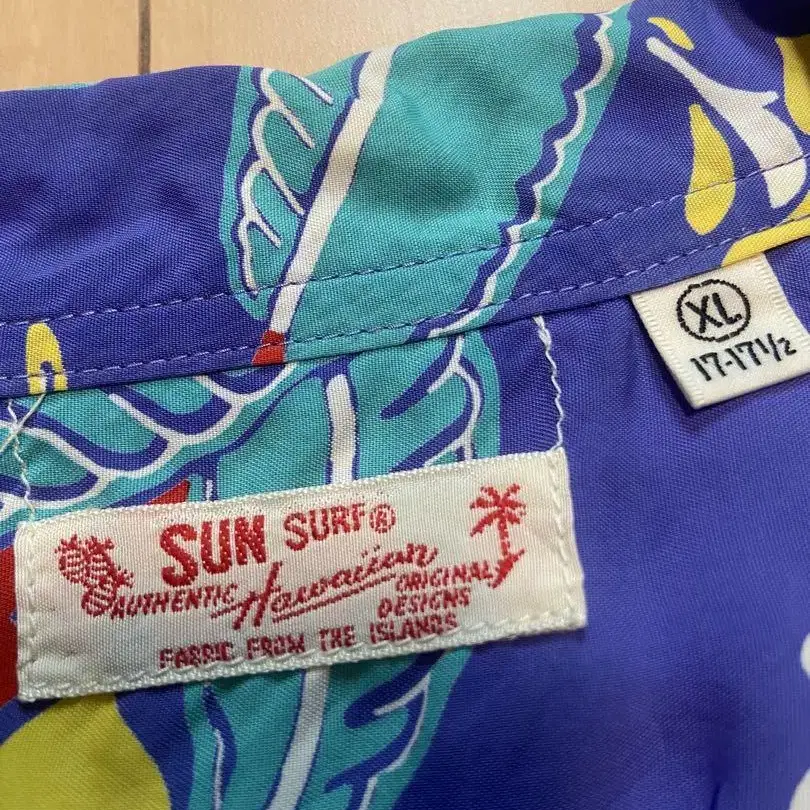 XL
17-17½
SUN SURF®
AUTHENTIC Hawaiian ORIGINAL
DESIGNS
FABRIC FROM THE ISLANDS